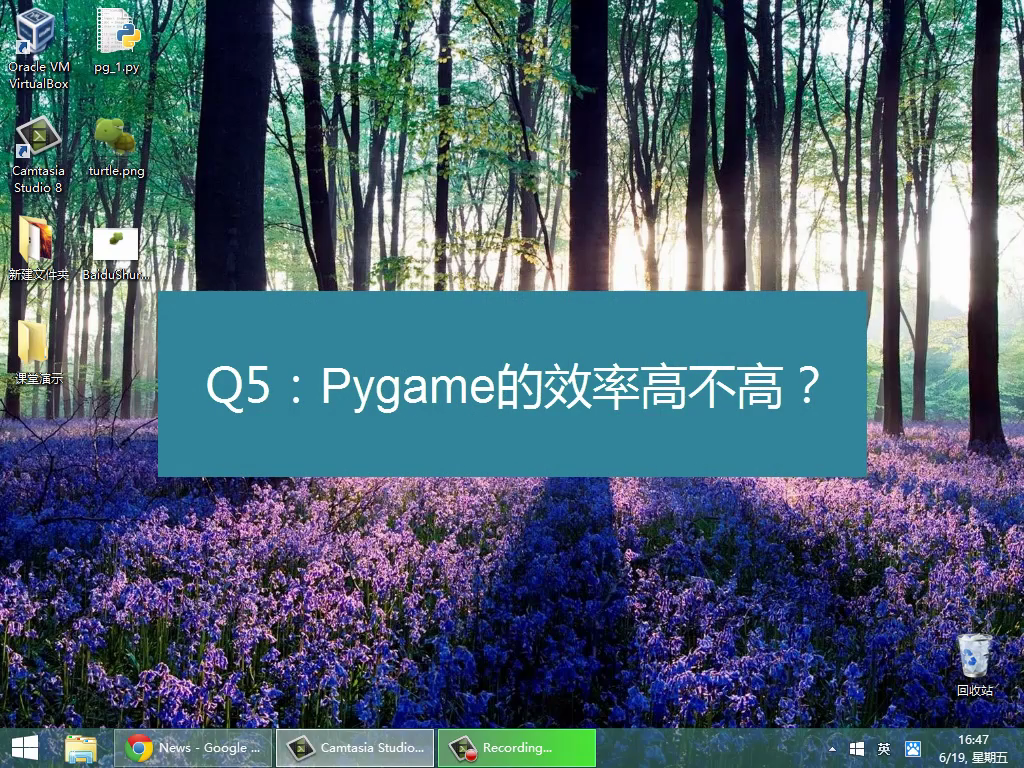 Oracle VM
VirtualBox
pg_1.py
Camtasia
Studio 8
turtle.png
新建文件夹
BaiduShur...
课堂演示
Q5：Pygame的效率高不高？
回收站
News - Google ...
Camtasia Studio...
Recording...
英
16:47
6/19, 星期五